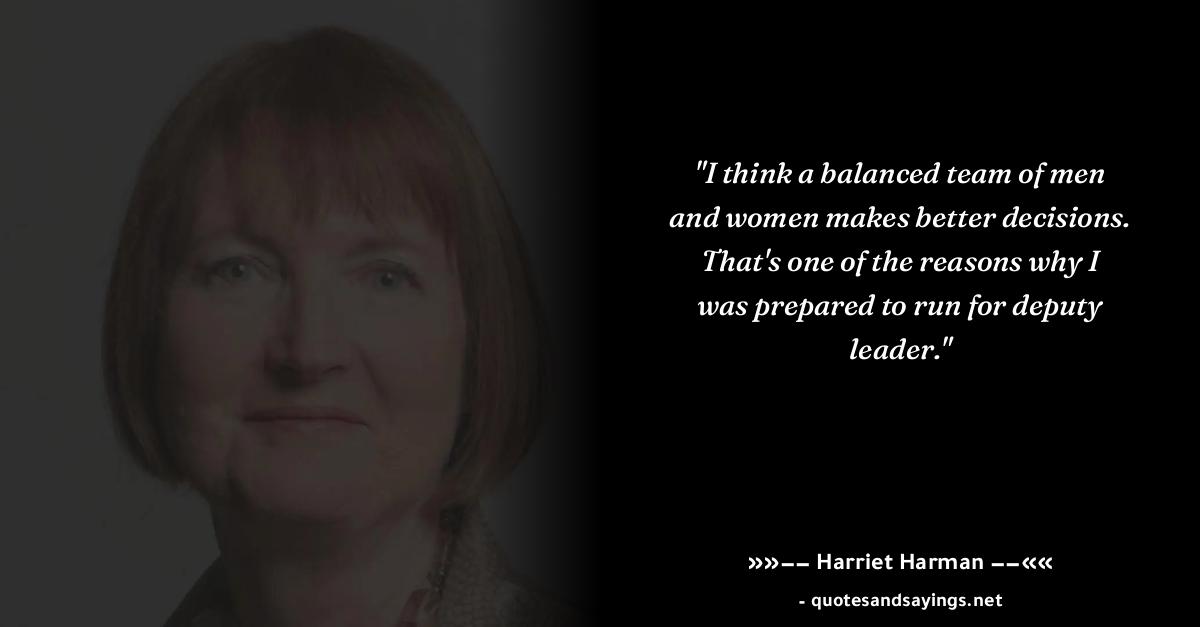 "I think a balanced team of men
and women makes better decisions.
That's one of the reasons why I
was prepared to run for deputy
leader."
»»−− Harriet Harman −−««
- quotesandsayings.net